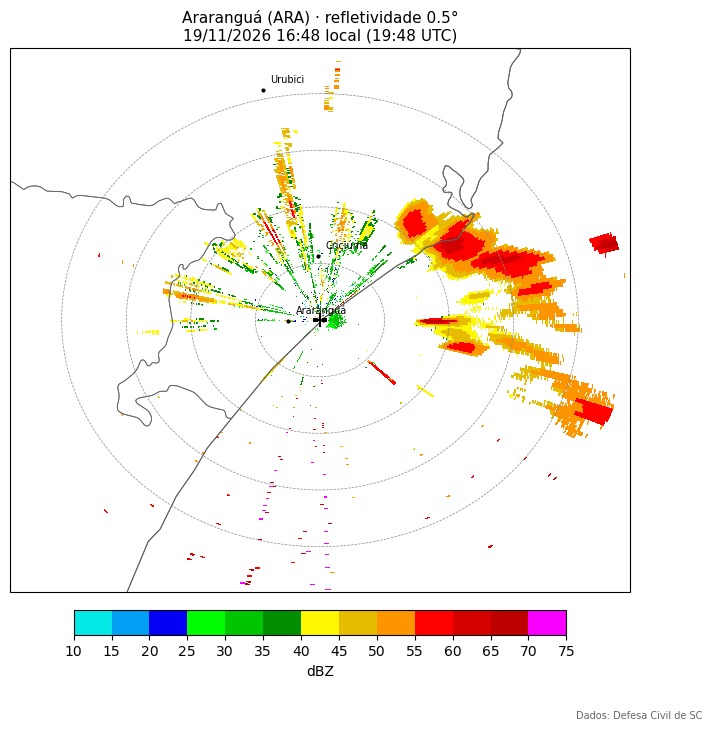 Araranguá (ARA) · refletividade 0.5°
19/11/2026 16:48 local (19:48 UTC)
Urubici
Criciúma
Araranguá
10 15 20 25 30 35 40 45 50 55 60 65 70 75
dBZ
Dados: Defesa Civil de SC